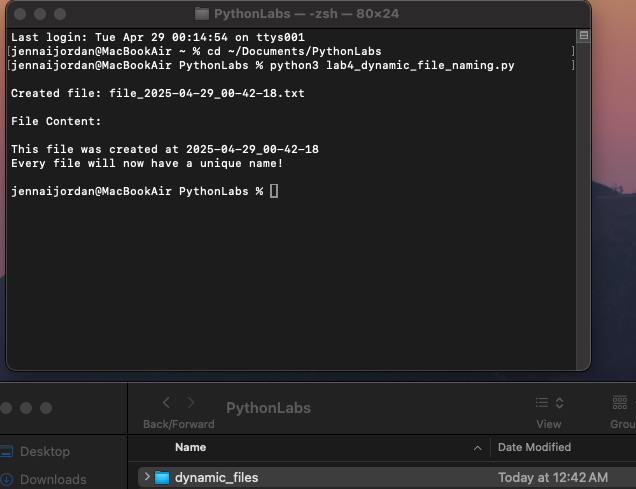 PythonLabs — -zsh — 80×24
Last login: Tue Apr 29 00:14:54 on ttys001
[jennaijordan@MacBookAir ~ % cd ~/Documents/PythonLabs ]
[jennaijordan@MacBookAir PythonLabs % python3 lab4_dynamic_file_naming.py ]
Created file: file_2025-04-29_00-42-18.txt
File Content:
This file was created at 2025-04-29_00-42-18
Every file will now have a unique name!
jennaijordan@MacBookAir PythonLabs %
PythonLabs
Back/Forward View Grou
Desktop
Downloads
Name Date Modified
dynamic_files Today at 12:42 AM